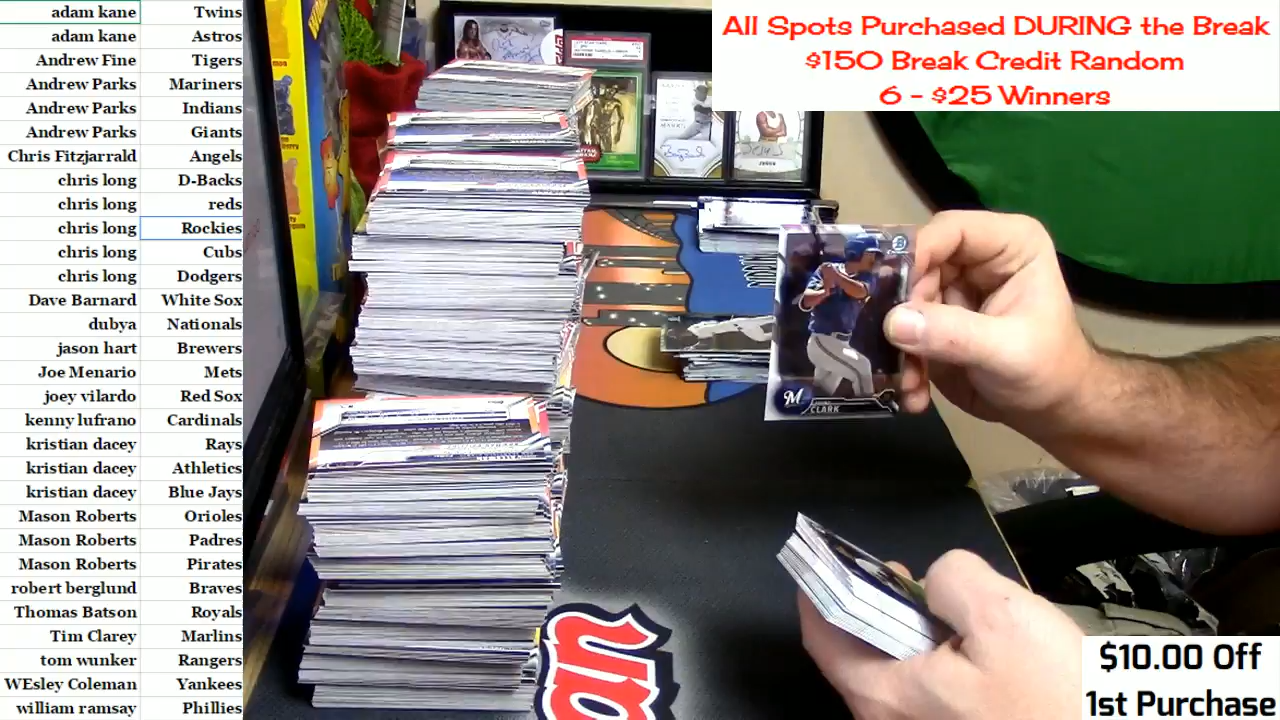 adam kane Twins
adam kane Astros
Andrew Fine Tigers
Andrew Parks Mariners
Andrew Parks Indians
Andrew Parks Giants
Chris Fitzjarrald Angels
chris long D-Backs
chris long reds
chris long Rockies
chris long Cubs
chris long Dodgers
Dave Barnard White Sox
dubya Nationals
jason hart Brewers
Joe Menario Mets
joey vilardo Red Sox
kenny lufrano Cardinals
kristian dacey Rays
kristian dacey Athletics
kristian dacey Blue Jays
Mason Roberts Orioles
Mason Roberts Padres
Mason Roberts Pirates
robert berglund Braves
Thomas Batson Royals
Tim Clarey Marlins
tom wunker Rangers
WEsley Coleman Yankees
william ramsay Phillies
All Spots Purchased DURING the Break
$150 Break Credit Random
6 - $25 Winners
M
CLARK
$10.00 Off
1st Purchase